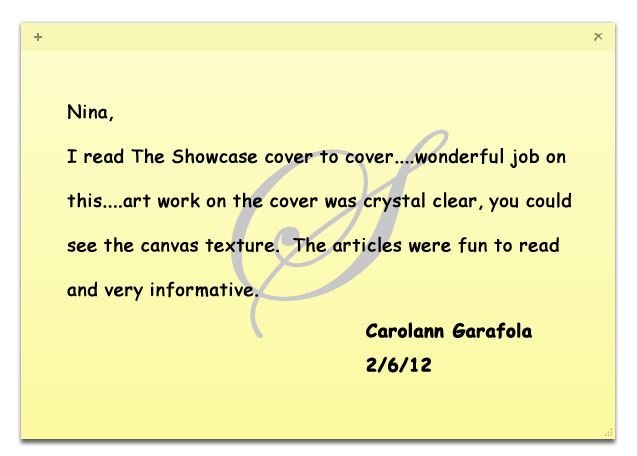 Nina,
I read The Showcase cover to cover....wonderful job on
this....art work on the cover was crystal clear, you could
see the canvas texture.  The articles were fun to read
and very informative.
Carolann Garafola
2/6/12